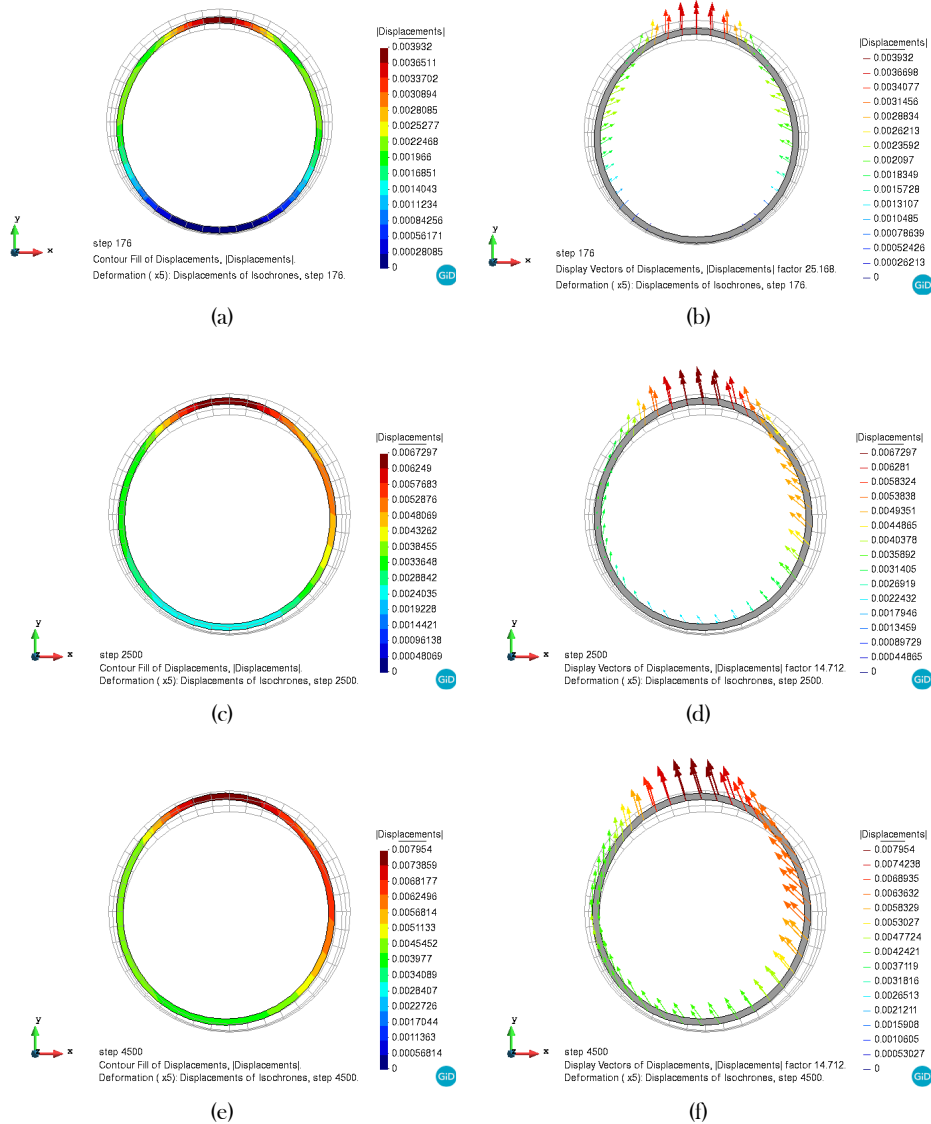 |Displacements|
0.003932
0.0036511
0.0033702
0.0030894
0.0028085
0.0025277
0.0022468
0.001966
0.0016851
0.0014043
0.0011234
0.00084256
0.00056171
0.00028085
0
y
x
step 176
Contour Fill of Displacements, |Displacements|.
Deformation ( x5): Displacements of Isochrones, step 176.
GiD
(a)
|Displacements|
0.003932
0.0036698
0.0034077
0.0031456
0.0028834
0.0026213
0.0023592
0.002097
0.0018349
0.0015728
0.0013107
0.0010485
0.00078639
0.00052426
0.00026213
0
y
x
step 176
Display Vectors of Displacements, |Displacements| factor 25.168.
Deformation ( x5): Displacements of Isochrones, step 176.
GiD
(b)
|Displacements|
0.0067297
0.006249
0.0057683
0.0052876
0.0048069
0.0043262
0.0038455
0.0033648
0.0028842
0.0024035
0.0019228
0.0014421
0.00096138
0.00048069
0
y
x
step 2500
Contour Fill of Displacements, |Displacements|.
Deformation ( x5): Displacements of Isochrones, step 2500.
GiD
(c)
|Displacements|
0.0067297
0.006281
0.0058324
0.0053838
0.0049351
0.0044865
0.0040378
0.0035892
0.0031405
0.0026919
0.0022432
0.0017946
0.0013459
0.00089729
0.00044865
0
y
x
step 2500
Display Vectors of Displacements, |Displacements| factor 14.712.
Deformation ( x5): Displacements of Isochrones, step 2500.
GiD
(d)
|Displacements|
0.007954
0.0073859
0.0068177
0.0062496
0.0056814
0.0051133
0.0045452
0.003977
0.0034089
0.0028407
0.0022726
0.0017044
0.0011363
0.00056814
0
y
x
step 4500
Contour Fill of Displacements, |Displacements|.
Deformation ( x5): Displacements of Isochrones, step 4500.
GiD
(e)
|Displacements|
0.007954
0.0074238
0.0068935
0.0063632
0.0058329
0.0053027
0.0047724
0.0042421
0.0037119
0.0031816
0.0026513
0.0021211
0.0015908
0.0010605
0.00053027
0
y
x
step 4500
Display Vectors of Displacements, |Displacements| factor 14.712.
Deformation ( x5): Displacements of Isochrones, step 4500.
GiD
(f)